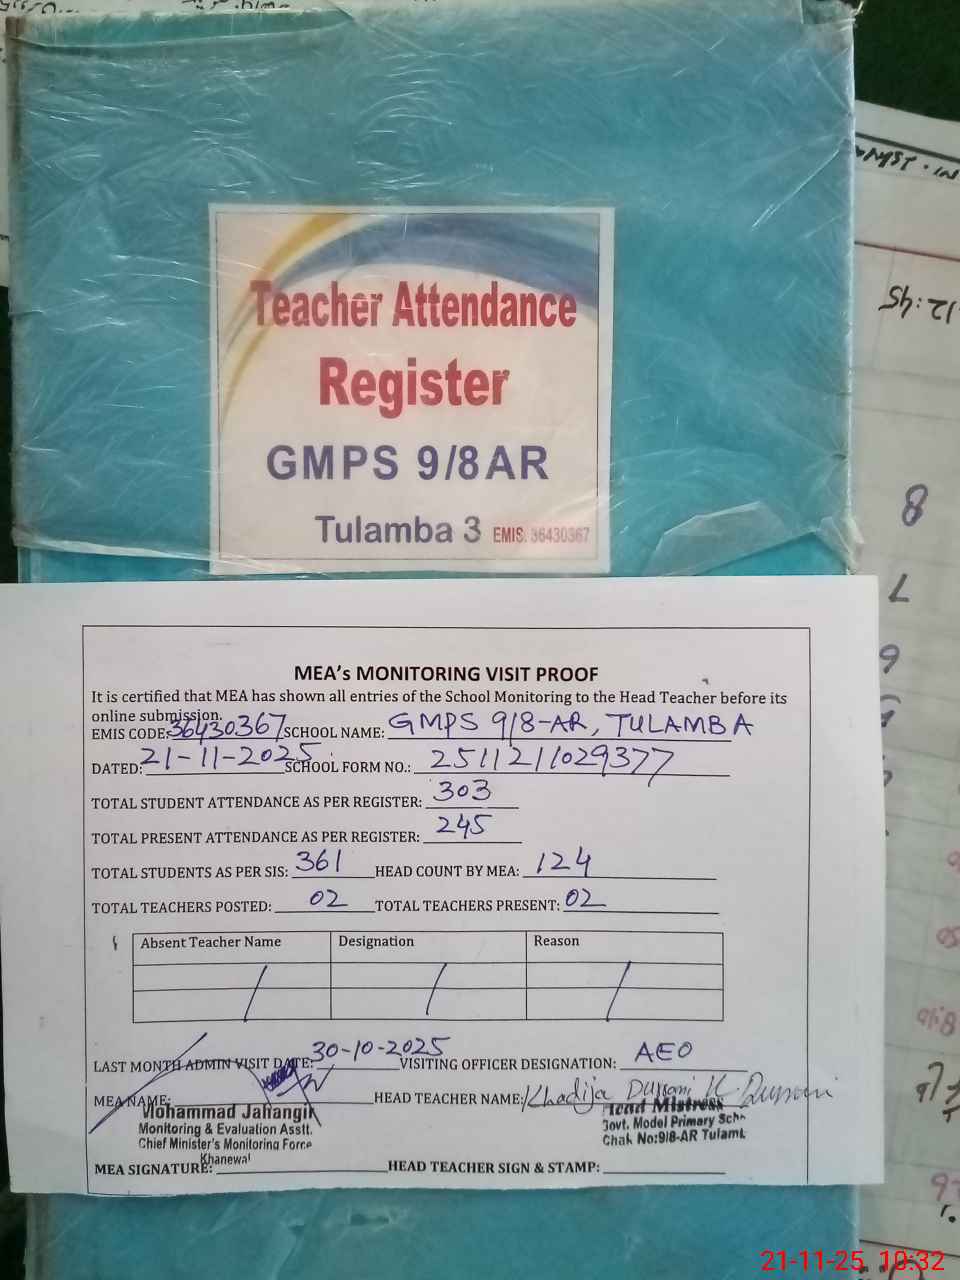 Teacher Attendance
Register
GMPS 9/8AR
Tulamba 3 EMIS: 36430367
12:45
8
7
6
MEA's MONITORING VISIT PROOF
It is certified that MEA has shown all entries of the School Monitoring to the Head Teacher before its
online submission.
EMIS CODE: 36430367 SCHOOL NAME: GMPS 9/8-AR, TULAMBA
DATED: 21-11-2025 SCHOOL FORM NO.: 2511211029377
TOTAL STUDENT ATTENDANCE AS PER REGISTER: 303
TOTAL PRESENT ATTENDANCE AS PER REGISTER: 245
TOTAL STUDENTS AS PER SIS: 361 HEAD COUNT BY MEA: 124
TOTAL TEACHERS POSTED: 02 TOTAL TEACHERS PRESENT: 02
Absent Teacher Name Designation Reason
LAST MONTH ADMIN VISIT DATE: 30-10-2025 VISITING OFFICER DESIGNATION: AEO
MEA NAME: HEAD TEACHER NAME: Khadija Durrani K Durrani
Mohammad Jahangir
Monitoring & Evaluation Asstt.
Chief Minister's Monitoring Force
Khanewal
Head Mistress
Govt. Model Primary Scho
Chak No:9/8-AR Tulamb
MEA SIGNATURE: HEAD TEACHER SIGN & STAMP:
21-11-25 10:32